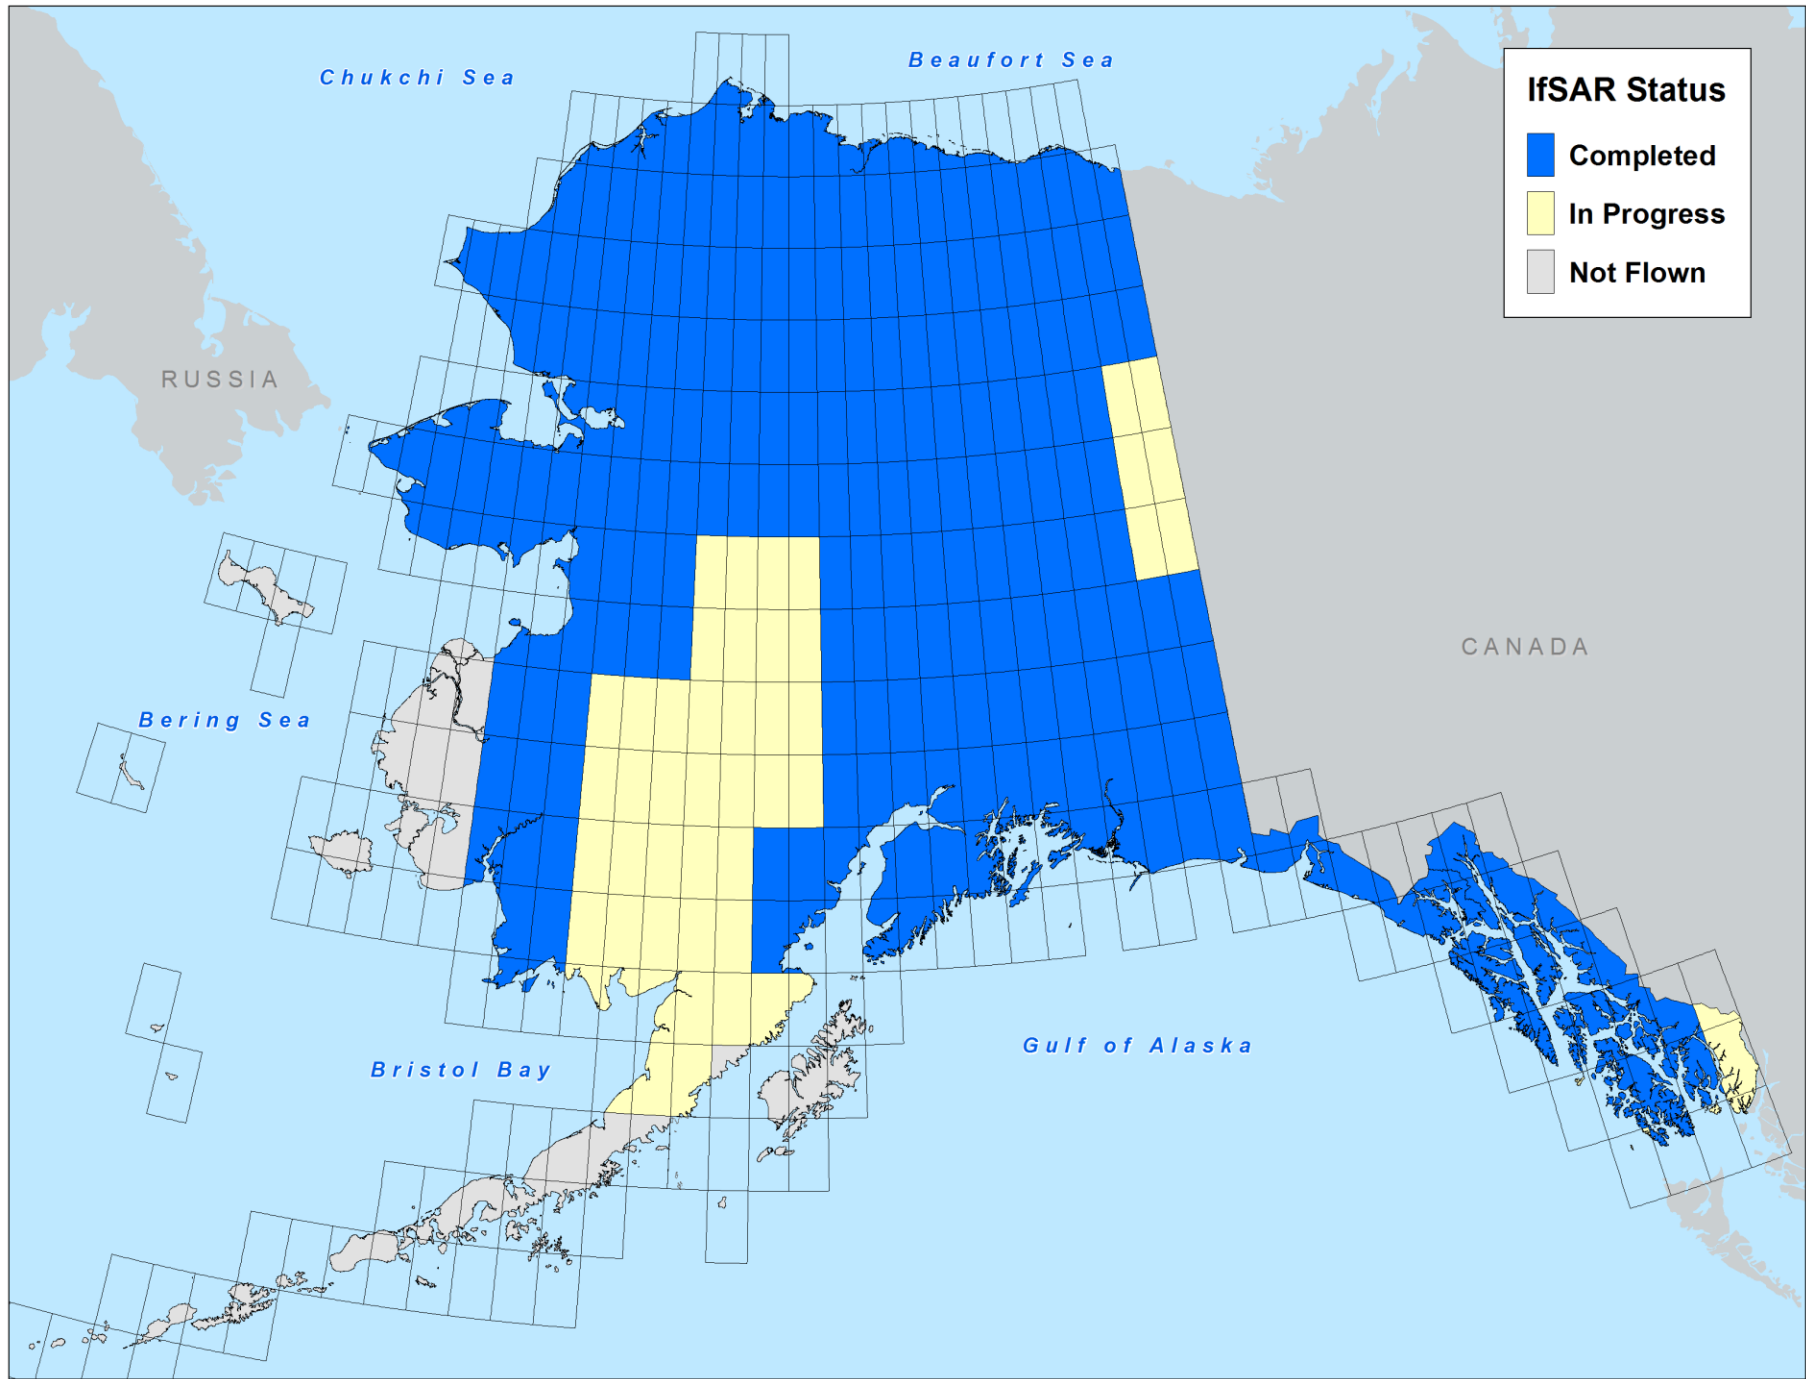 Chukchi Sea
Beaufort Sea
IfSAR Status
Completed
In Progress
Not Flown
RUSSIA
CANADA
Bering Sea
Bristol Bay
Gulf of Alaska